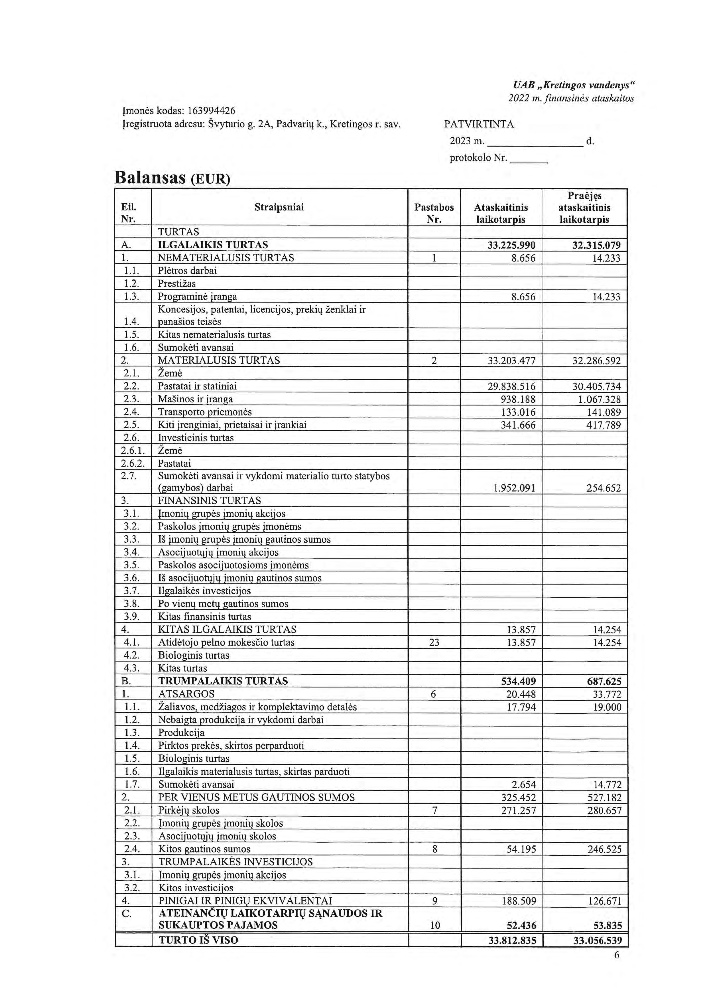 UAB „Kretingos vandenys“
2022 m. finansinės ataskaitos
Įmonės kodas: 163994426
Įregistruota adresu: Švyturio g. 2A, Padvarių k., Kretingos r. sav.
PATVIRTINTA
2023 m. ____________ d.
protokolo Nr. _____
Balansas (EUR)
Eil. Nr. Straipsniai Pastabos Nr. Ataskaitinis laikotarpis Praėjęs ataskaitinis laikotarpis
TURTAS
A. ILGALAIKIS TURTAS 33.225.990 32.315.079
1. NEMATERIALUSIS TURTAS 1 8.656 14.233
1.1. Plėtros darbai
1.2. Prestižas
1.3. Programinė įranga 8.656 14.233
Koncesijos, patentai, licencijos, prekių ženklai ir
1.4. panašios teisės
1.5. Kitas nematerialusis turtas
1.6. Sumokėti avansai
2. MATERIALUSIS TURTAS 2 33.203.477 32.286.592
2.1. Žemė
2.2. Pastatai ir statiniai 29.838.516 30.405.734
2.3. Mašinos ir įranga 938.188 1.067.328
2.4. Transporto priemonės 133.016 141.089
2.5. Kiti įrenginiai, prietaisai ir įrankiai 341.666 417.789
2.6. Investicinis turtas
2.6.1. Žemė
2.6.2. Pastatai
2.7. Sumokėti avansai ir vykdomi materialio turto statybos
(gamybos) darbai 1.952.091 254.652
3. FINANSINIS TURTAS
3.1. Įmonių grupės įmonių akcijos
3.2. Paskolos įmonių grupės įmonėms
3.3. Iš įmonių grupės įmonių gautinos sumos
3.4. Asocijuotųjų įmonių akcijos
3.5. Paskolos asocijuotosioms įmonėms
3.6. Iš asocijuotųjų įmonių gautinos sumos
3.7. Ilgalaikės investicijos
3.8. Po vienų metų gautinos sumos
3.9. Kitas finansinis turtas
4. KITAS ILGALAIKIS TURTAS 13.857 14.254
4.1. Atidėtojo pelno mokesčio turtas 23 13.857 14.254
4.2. Biologinis turtas
4.3. Kitas turtas
B. TRUMPALAIKIS TURTAS 534.409 687.625
1. ATSARGOS 6 20.448 33.772
1.1. Žaliavos, medžiagos ir komplektavimo detalės 17.794 19.000
1.2. Nebaigta produkcija ir vykdomi darbai
1.3. Produkcija
1.4. Pirktos prekės, skirtos perparduoti
1.5. Biologinis turtas
1.6. Ilgalaikis materialusis turtas, skirtas parduoti
1.7. Sumokėti avansai 2.654 14.772
2. PER VIENUS METUS GAUTINOS SUMOS 325.452 527.182
2.1. Pirkėjų skolos 7 271.257 280.657
2.2. Įmonių grupės įmonių skolos
2.3. Asocijuotųjų įmonių skolos
2.4. Kitos gautinos sumos 8 54.195 246.525
3. TRUMPALAIKĖS INVESTICIJOS
3.1. Įmonių grupės įmonių akcijos
3.2. Kitos investicijos
4. PINIGAI IR PINIGŲ EKVIVALENTAI 9 188.509 126.671
C. ATEINANČIŲ LAIKOTARPIŲ SĄNAUDOS IR
SUKAUPTOS PAJAMOS 10 52.436 53.835
TURTO IŠ VISO 33.812.835 33.056.539
6